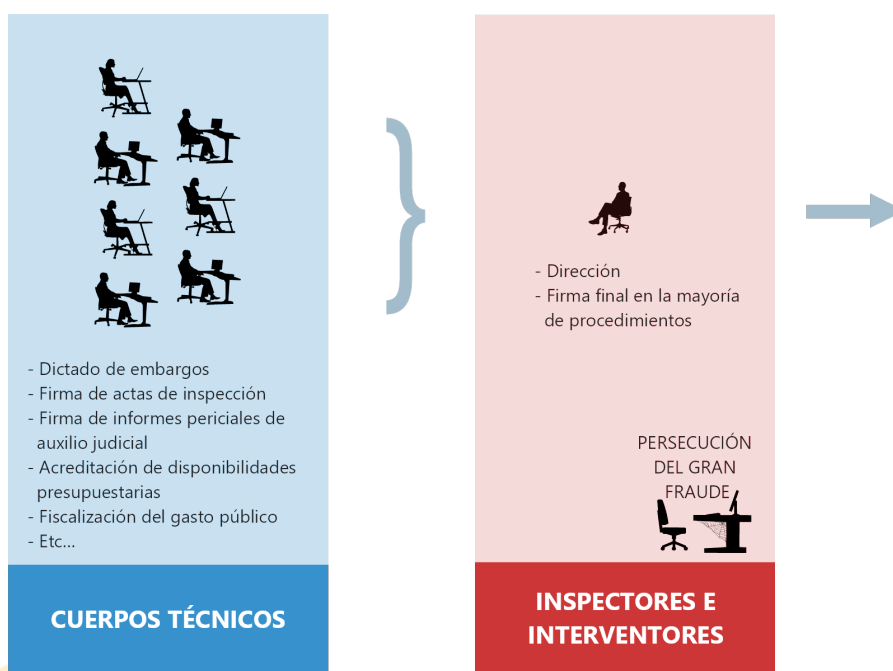 - Dictado de embargos
- Firma de actas de inspección
- Firma de informes periciales de
auxilio judicial
- Acreditación de disponibilidades
presupuestarias
- Fiscalización del gasto público
- Etc...
CUERPOS TÉCNICOS
- Dirección
- Firma final en la mayoría
de procedimientos
PERSECUCIÓN
DEL GRAN
FRAUDE
INSPECTORES E
INTERVENTORES